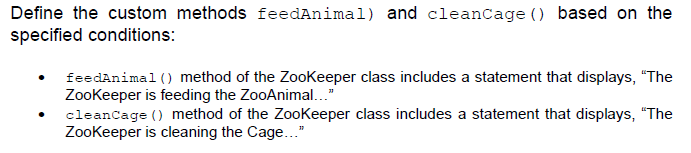 Define the custom methods feedAnimal) and cleanCage() based on the
specified conditions:
• feedAnimal() method of the ZooKeeper class includes a statement that displays, “The
ZooKeeper is feeding the ZooAnimal…”
• cleanCage() method of the ZooKeeper class includes a statement that displays, “The
ZooKeeper is cleaning the Cage…”